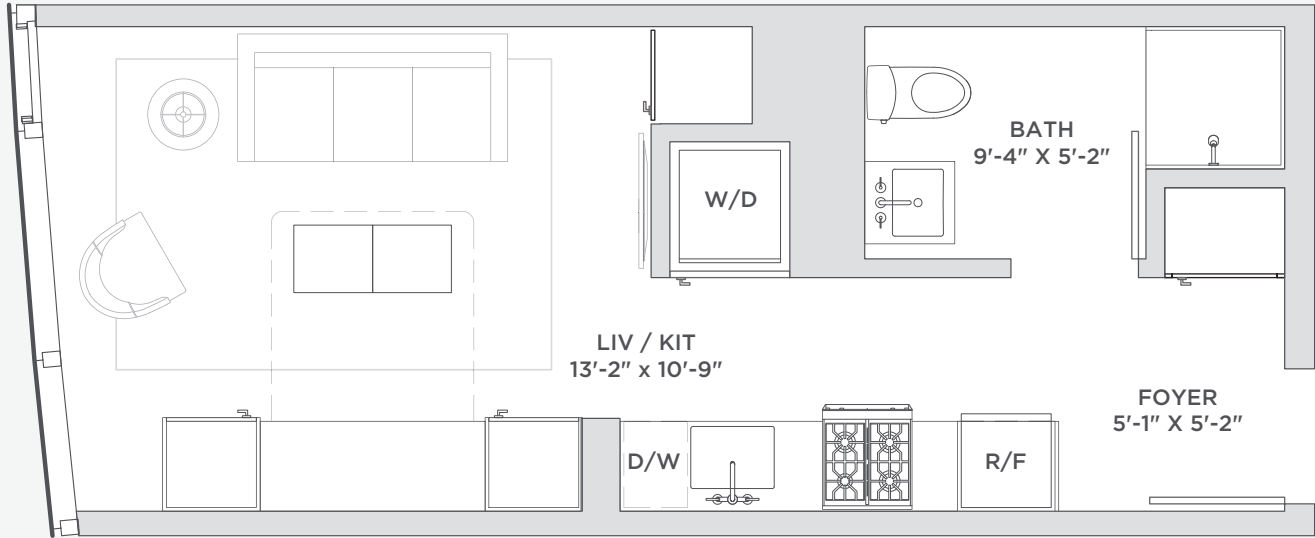 BATH
9'-4" X 5'-2"
W/D
LIV / KIT
13'-2" x 10'-9"
FOYER
5'-1" X 5'-2"
D/W
R/F